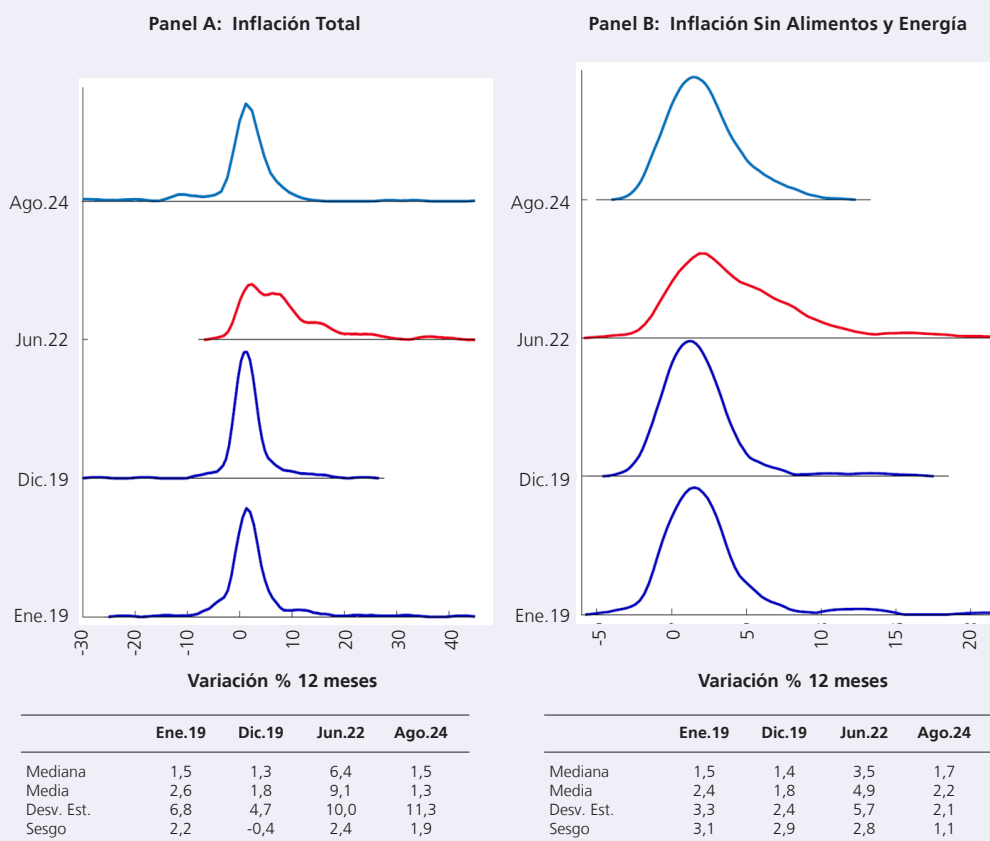 Panel A: Inflación Total
Ago.24
Jun.22
Dic.19
Ene.19
-30 -20 -10 0 10 20 30 40
Variación % 12 meses
Ene.19 Dic.19 Jun.22 Ago.24
Mediana 1,5 1,3 6,4 1,5
Media 2,6 1,8 9,1 1,3
Desv. Est. 6,8 4,7 10,0 11,3
Sesgo 2,2 -0,4 2,4 1,9
Panel B: Inflación Sin Alimentos y Energía
Ago.24
Jun.22
Dic.19
Ene.19
-5 0 5 10 15 20
Variación % 12 meses
Ene.19 Dic.19 Jun.22 Ago.24
Mediana 1,5 1,4 3,5 1,7
Media 2,4 1,8 4,9 2,2
Desv. Est. 3,3 2,4 5,7 2,1
Sesgo 3,1 2,9 2,8 1,1